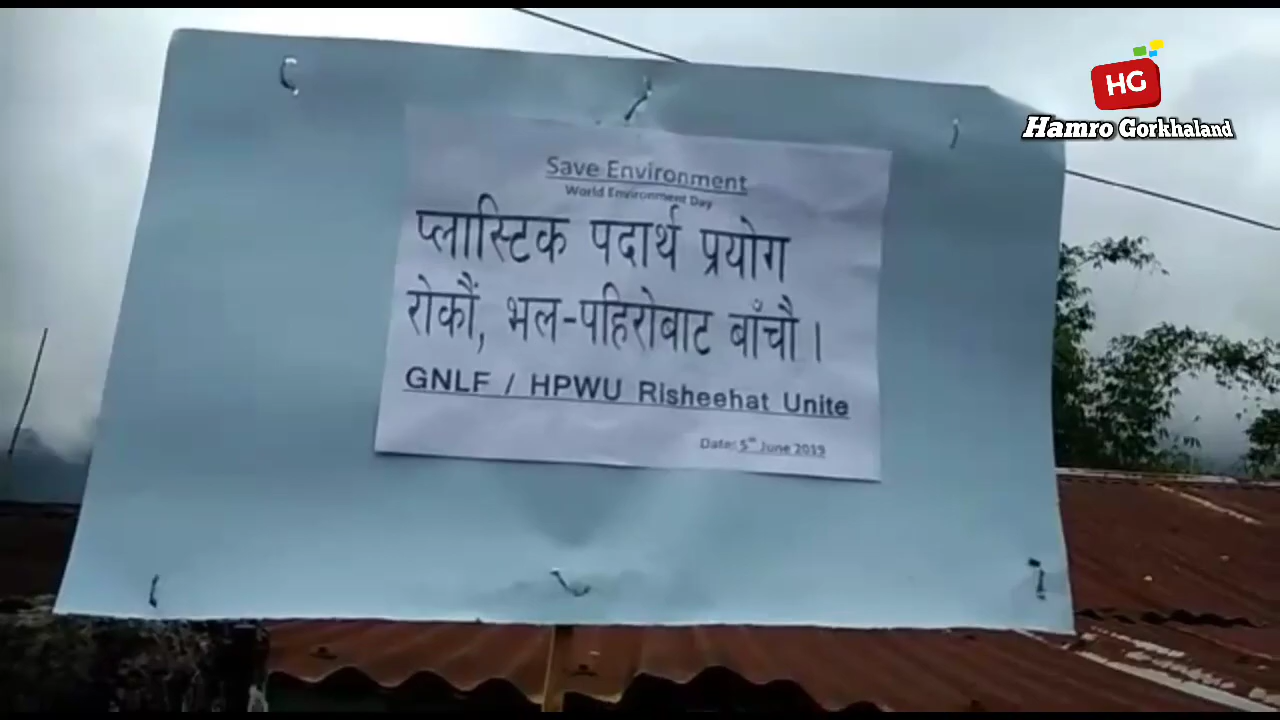 HG
Hamro Gorkhaland
Save Environment
World Environment Day
प्लास्टिक पदार्थ प्रयोग
रोकौं, भल-पहिरोबाट बाँचौ ।
GNLF / HPWU Risheehat Unite
Date: 5th June 2019